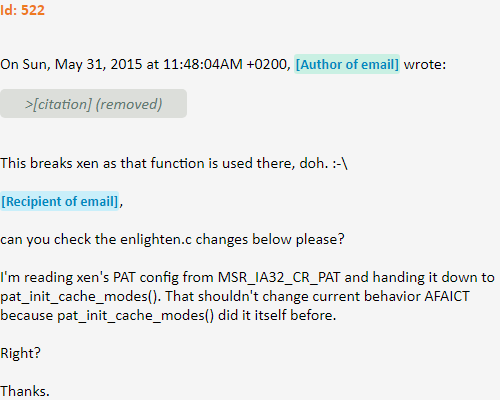 Id: 522
On Sun, May 31, 2015 at 11:48:04AM +0200, [Author of email] wrote:
>[citation] (removed)
This breaks xen as that function is used there, doh. :-\
[Recipient of email],
can you check the enlighten.c changes below please?
I'm reading xen's PAT config from MSR_IA32_CR_PAT and handing it down to
pat_init_cache_modes(). That shouldn't change current behavior AFAICT
because pat_init_cache_modes() did it itself before.
Right?
Thanks.